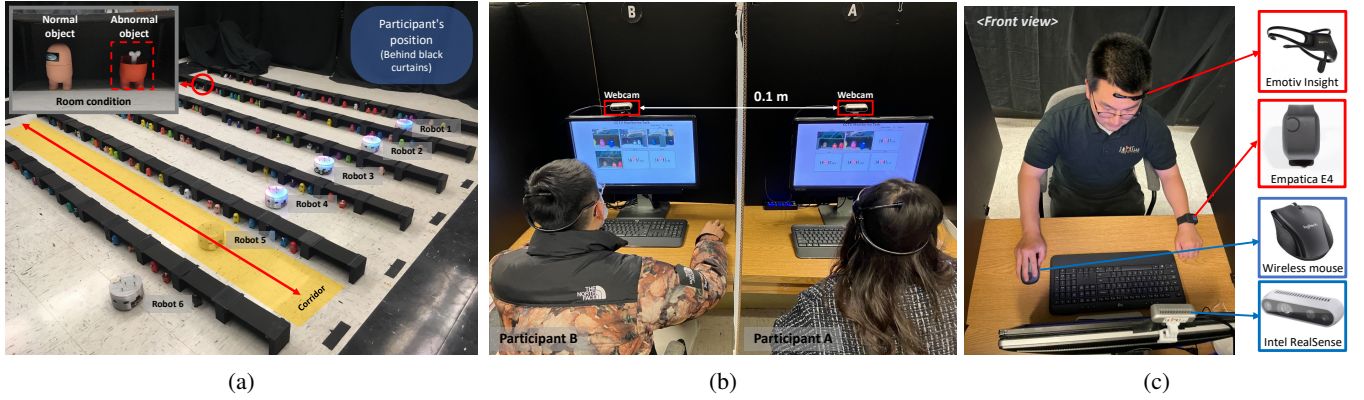 Normal
object
Abnormal
object
Room condition
Participant's
position
(Behind black
curtains)
Robot 1
Robot 2
Robot 3
Robot 4
Robot 5
Robot 6
Corridor
(a)
B
A
Webcam
Webcam
0.1 m
THE
NORTH
FACE
Participant B
Participant A
(b)
<Front view>
Emotiv Insight
Empatica E4
Wireless mouse
Intel RealSense
(c)